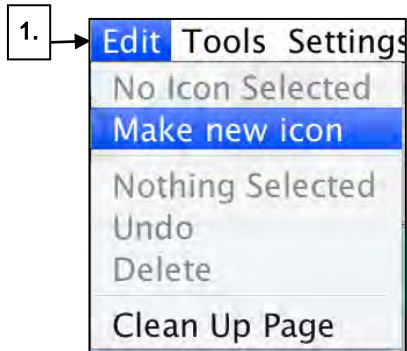 1.
Edit Tools Settings
No Icon Selected
Make new icon
Nothing Selected
Undo
Delete
Clean Up Page